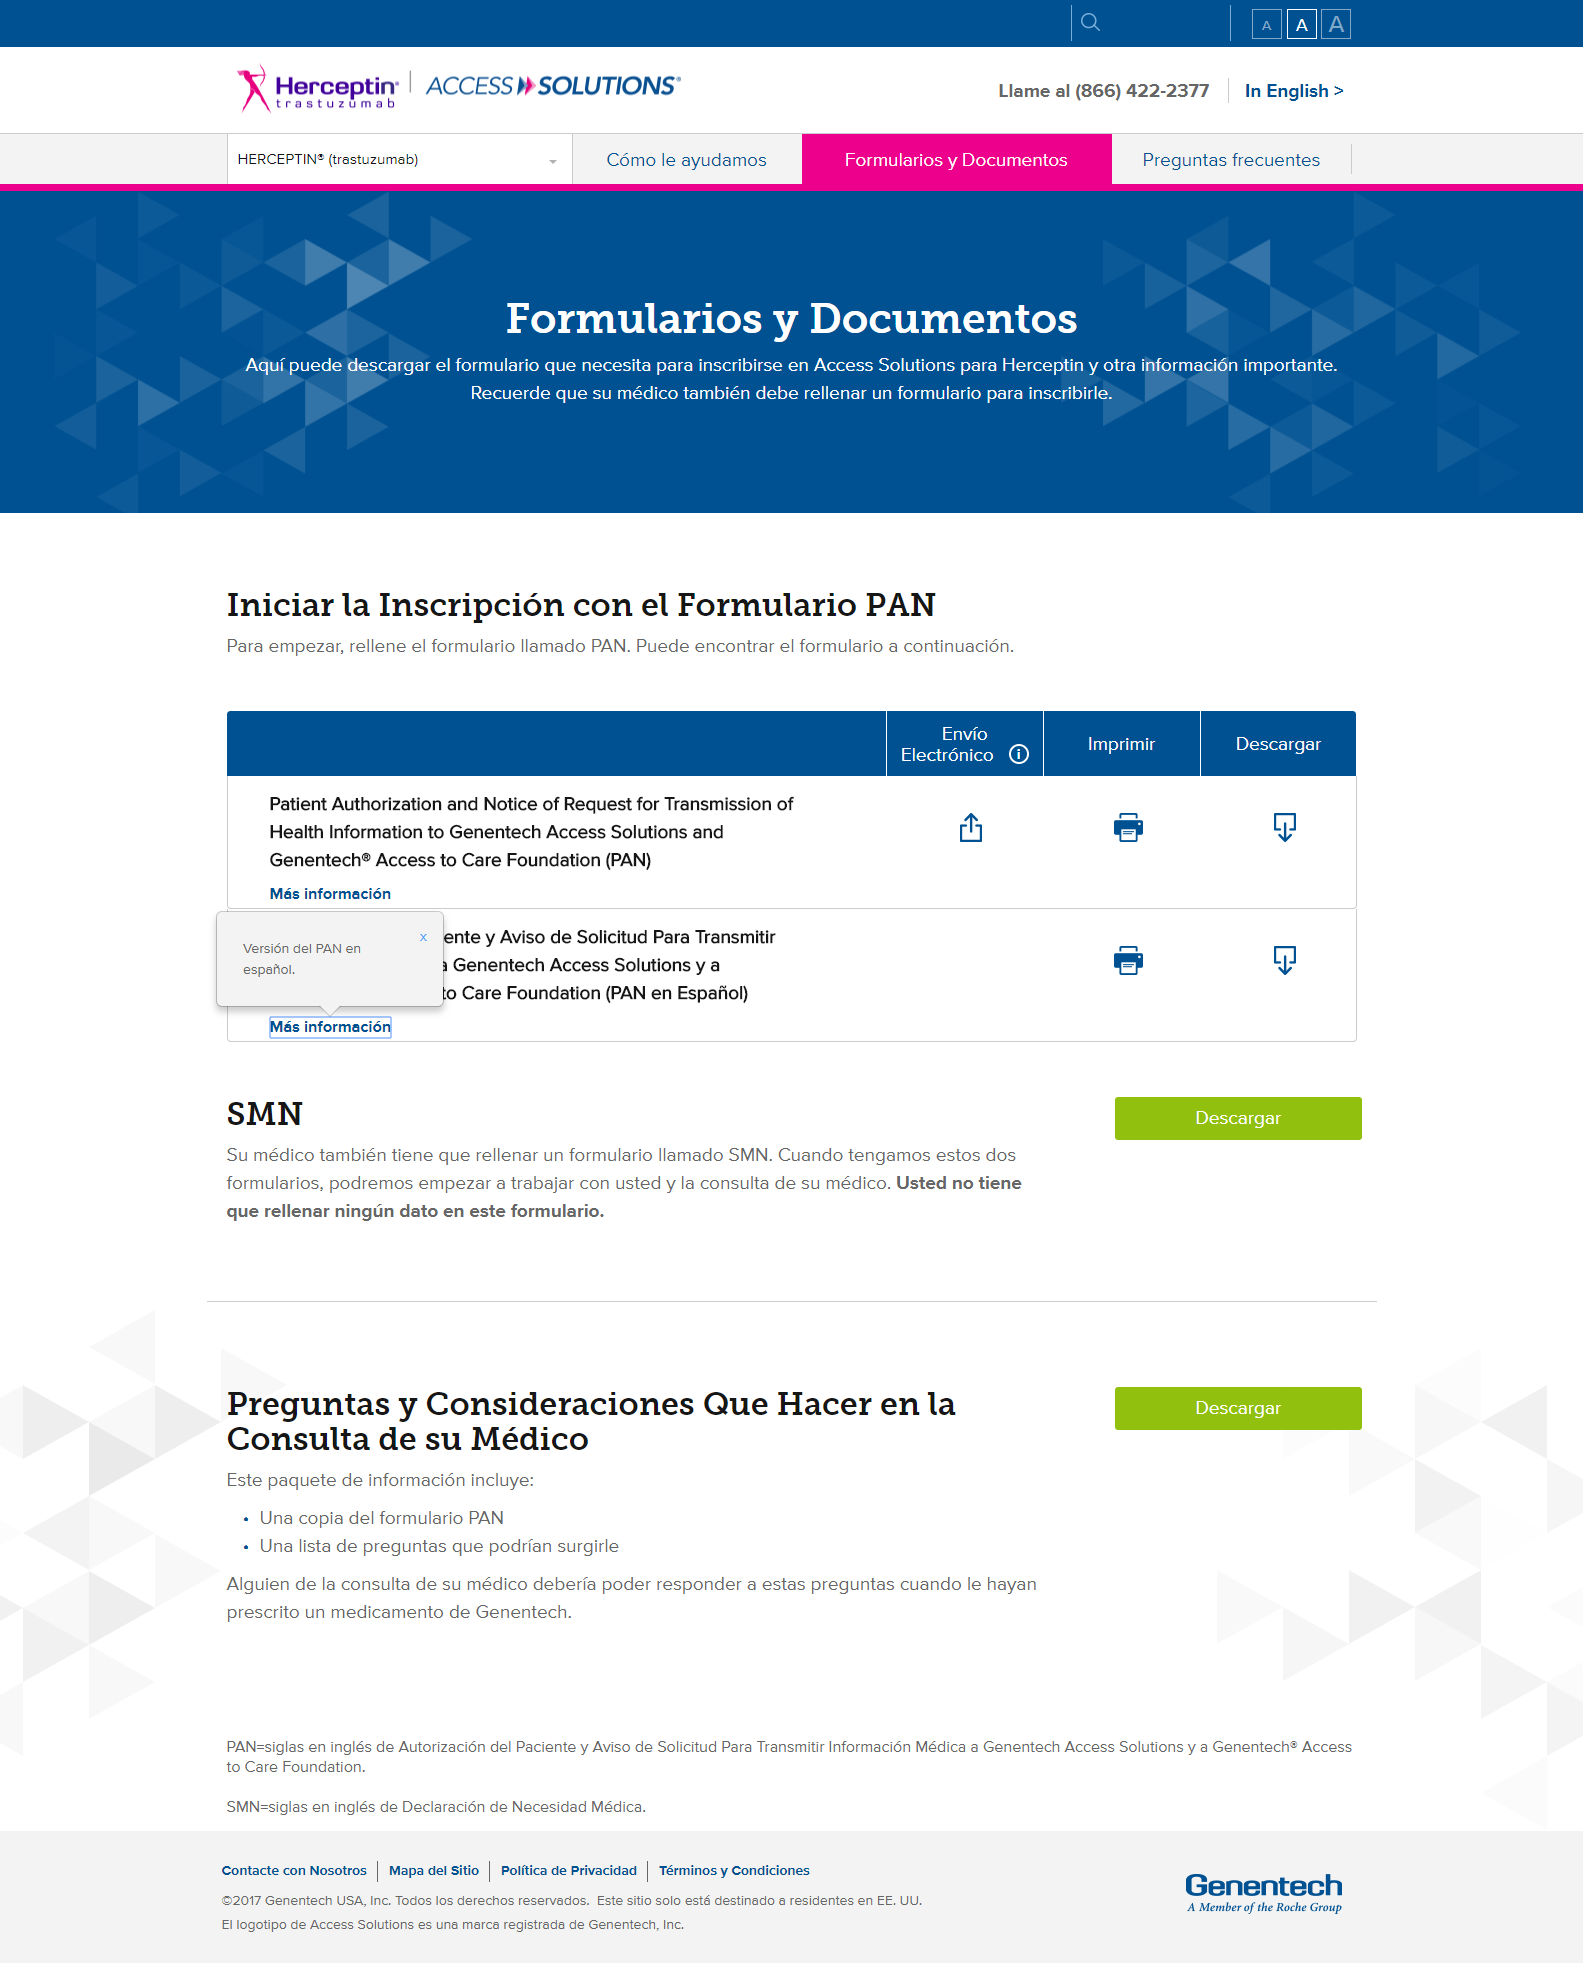 A A A
Herceptin®
trastuzumab
ACCESS SOLUTIONS®
Llame al (866) 422-2377
In English >
HERCEPTIN® (trastuzumab)
Cómo le ayudamos
Formularios y Documentos
Preguntas frecuentes
Formularios y Documentos
Aquí puede descargar el formulario que necesita para inscribirse en Access Solutions para Herceptin y otra información importante.
Recuerde que su médico también debe rellenar un formulario para inscribirle.
Iniciar la Inscripción con el Formulario PAN
Para empezar, rellene el formulario llamado PAN. Puede encontrar el formulario a continuación.
Envío
Electrónico
Imprimir
Descargar
Patient Authorization and Notice of Request for Transmission of
Health Information to Genentech Access Solutions and
Genentech® Access to Care Foundation (PAN)
Más información
x
Versión del PAN en
español.
ente y Aviso de Solicitud Para Transmitir
a Genentech Access Solutions y a
to Care Foundation (PAN en Español)
Más información
SMN
Descargar
Su médico también tiene que rellenar un formulario llamado SMN. Cuando tengamos estos dos
formularios, podremos empezar a trabajar con usted y la consulta de su médico. Usted no tiene
que rellenar ningún dato en este formulario.
Preguntas y Consideraciones Que Hacer en la
Consulta de su Médico
Descargar
Este paquete de información incluye:
• Una copia del formulario PAN
• Una lista de preguntas que podrían surgirle
Alguien de la consulta de su médico debería poder responder a estas preguntas cuando le hayan
prescrito un medicamento de Genentech.
PAN=siglas en inglés de Autorización del Paciente y Aviso de Solicitud Para Transmitir Información Médica a Genentech Access Solutions y a Genentech® Access
to Care Foundation.
SMN=siglas en inglés de Declaración de Necesidad Médica.
Contacte con Nosotros
Mapa del Sitio
Política de Privacidad
Términos y Condiciones
©2017 Genentech USA, Inc. Todos los derechos reservados. Este sitio solo está destinado a residentes en EE. UU.
El logotipo de Access Solutions es una marca registrada de Genentech, Inc.
Genentech
A Member of the Roche Group